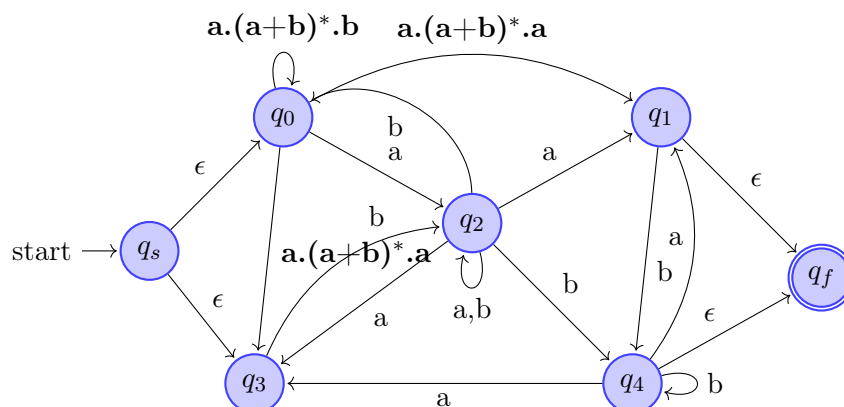 a.(a+b)*.b
a.(a+b)*.a
q0
q1
b
a
a
ϵ
ϵ
b
q2
start
qs
a.(a+b)*.a
a
b
qf
ϵ
a,b
b
ϵ
a
q3
q4
b
a